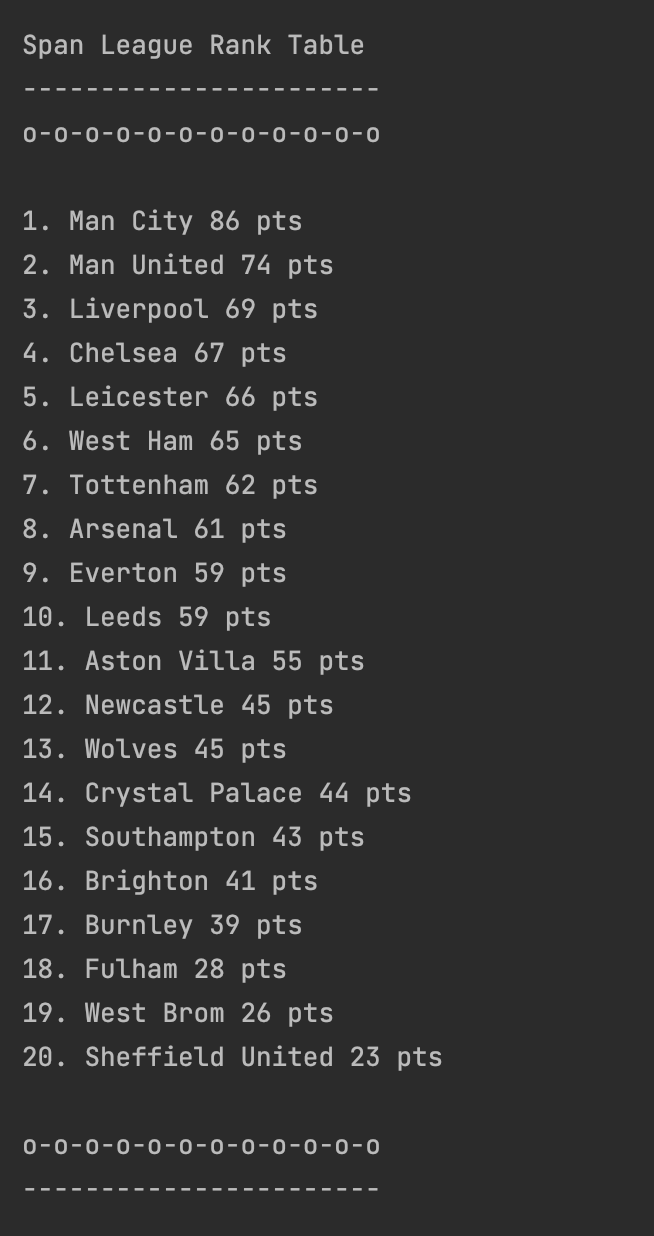 Span League Rank Table
-----------------------
o-o-o-o-o-o-o-o-o-o-o-o
1. Man City 86 pts
2. Man United 74 pts
3. Liverpool 69 pts
4. Chelsea 67 pts
5. Leicester 66 pts
6. West Ham 65 pts
7. Tottenham 62 pts
8. Arsenal 61 pts
9. Everton 59 pts
10. Leeds 59 pts
11. Aston Villa 55 pts
12. Newcastle 45 pts
13. Wolves 45 pts
14. Crystal Palace 44 pts
15. Southampton 43 pts
16. Brighton 41 pts
17. Burnley 39 pts
18. Fulham 28 pts
19. West Brom 26 pts
20. Sheffield United 23 pts
o-o-o-o-o-o-o-o-o-o-o-o
-----------------------